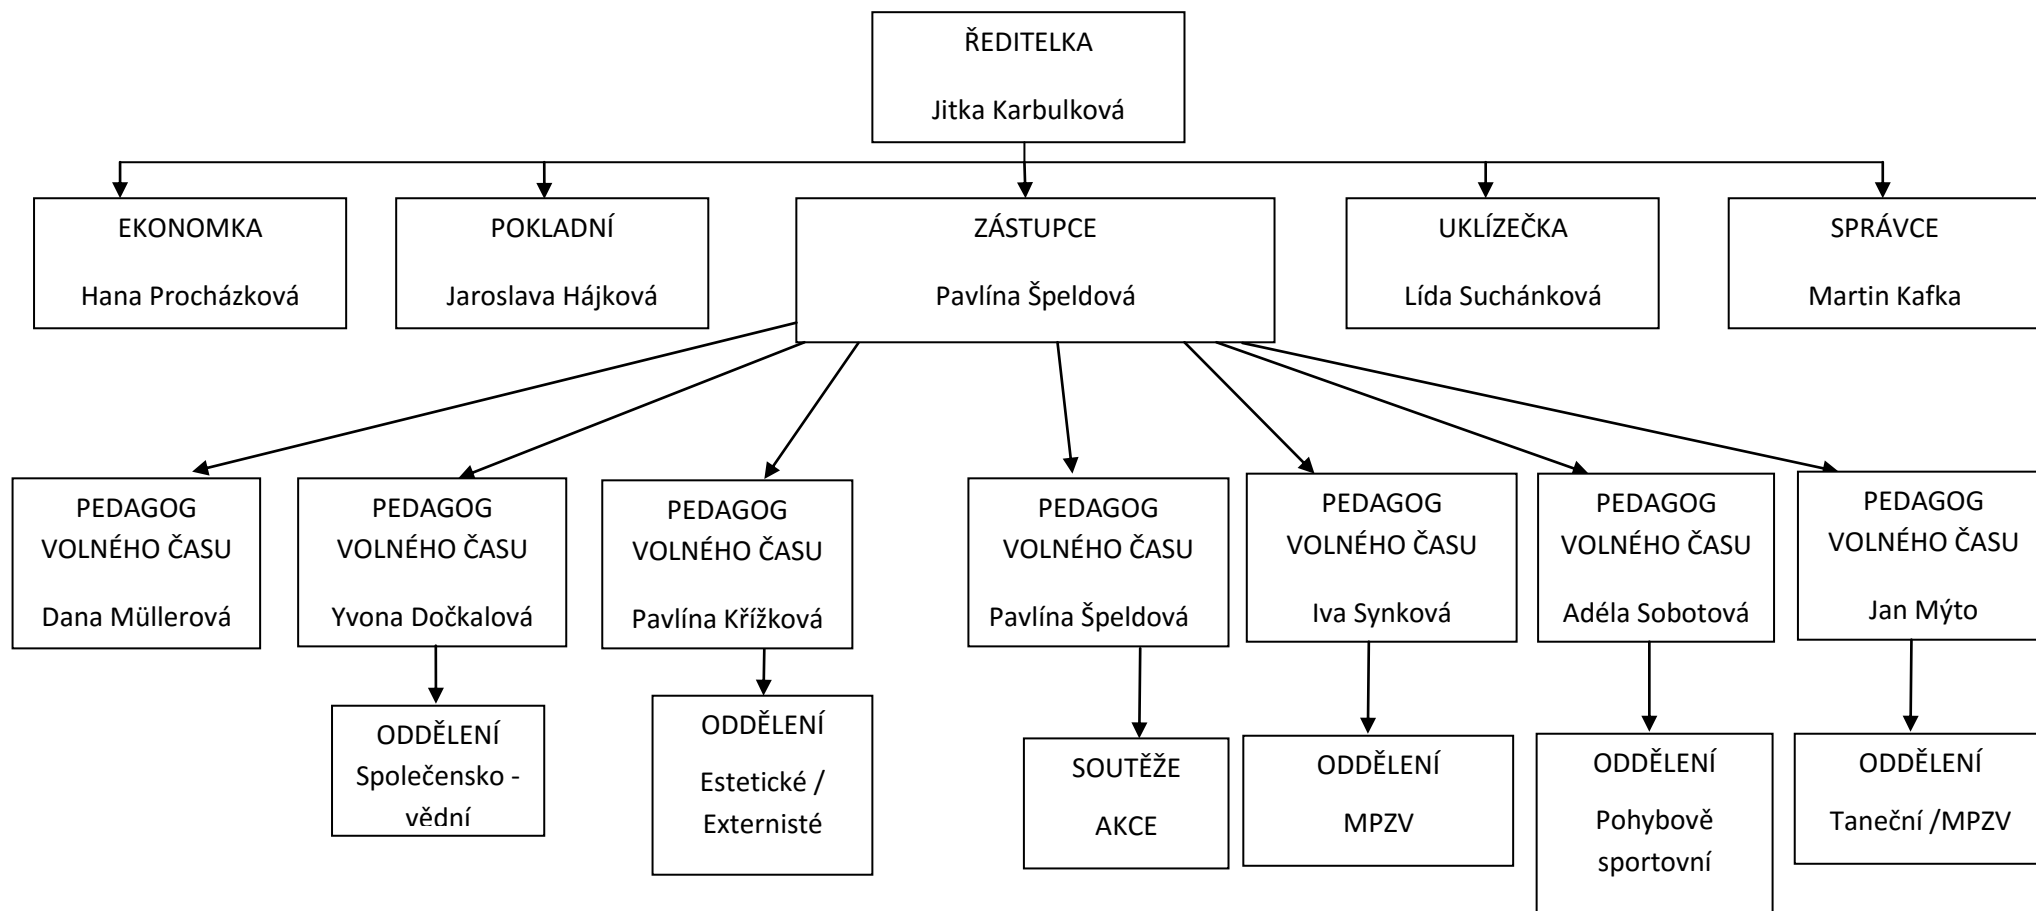 ŘEDITELKA
Jitka Karbulková
EKONOMKA
Hana Procházková
POKLADNÍ
Jaroslava Hájková
ZÁSTUPCE
Pavlína Špeldová
UKLÍZEČKA
Lída Suchánková
SPRÁVCE
Martin Kafka
PEDAGOG
VOLNÉHO ČASU
Dana Müllerová
PEDAGOG
VOLNÉHO ČASU
Yvona Dočkalová
PEDAGOG
VOLNÉHO ČASU
Pavlína Křížková
PEDAGOG
VOLNÉHO ČASU
Pavlína Špeldová
PEDAGOG
VOLNÉHO ČASU
Iva Synková
PEDAGOG
VOLNÉHO ČASU
Adéla Sobotová
PEDAGOG
VOLNÉHO ČASU
Jan Mýto
ODDĚLENÍ
Společensko -
vědní
ODDĚLENÍ
Estetické /
Externisté
SOUTĚŽE
AKCE
ODDĚLENÍ
MPZV
ODDĚLENÍ
Pohybově
sportovní
ODDĚLENÍ
Taneční /MPZV